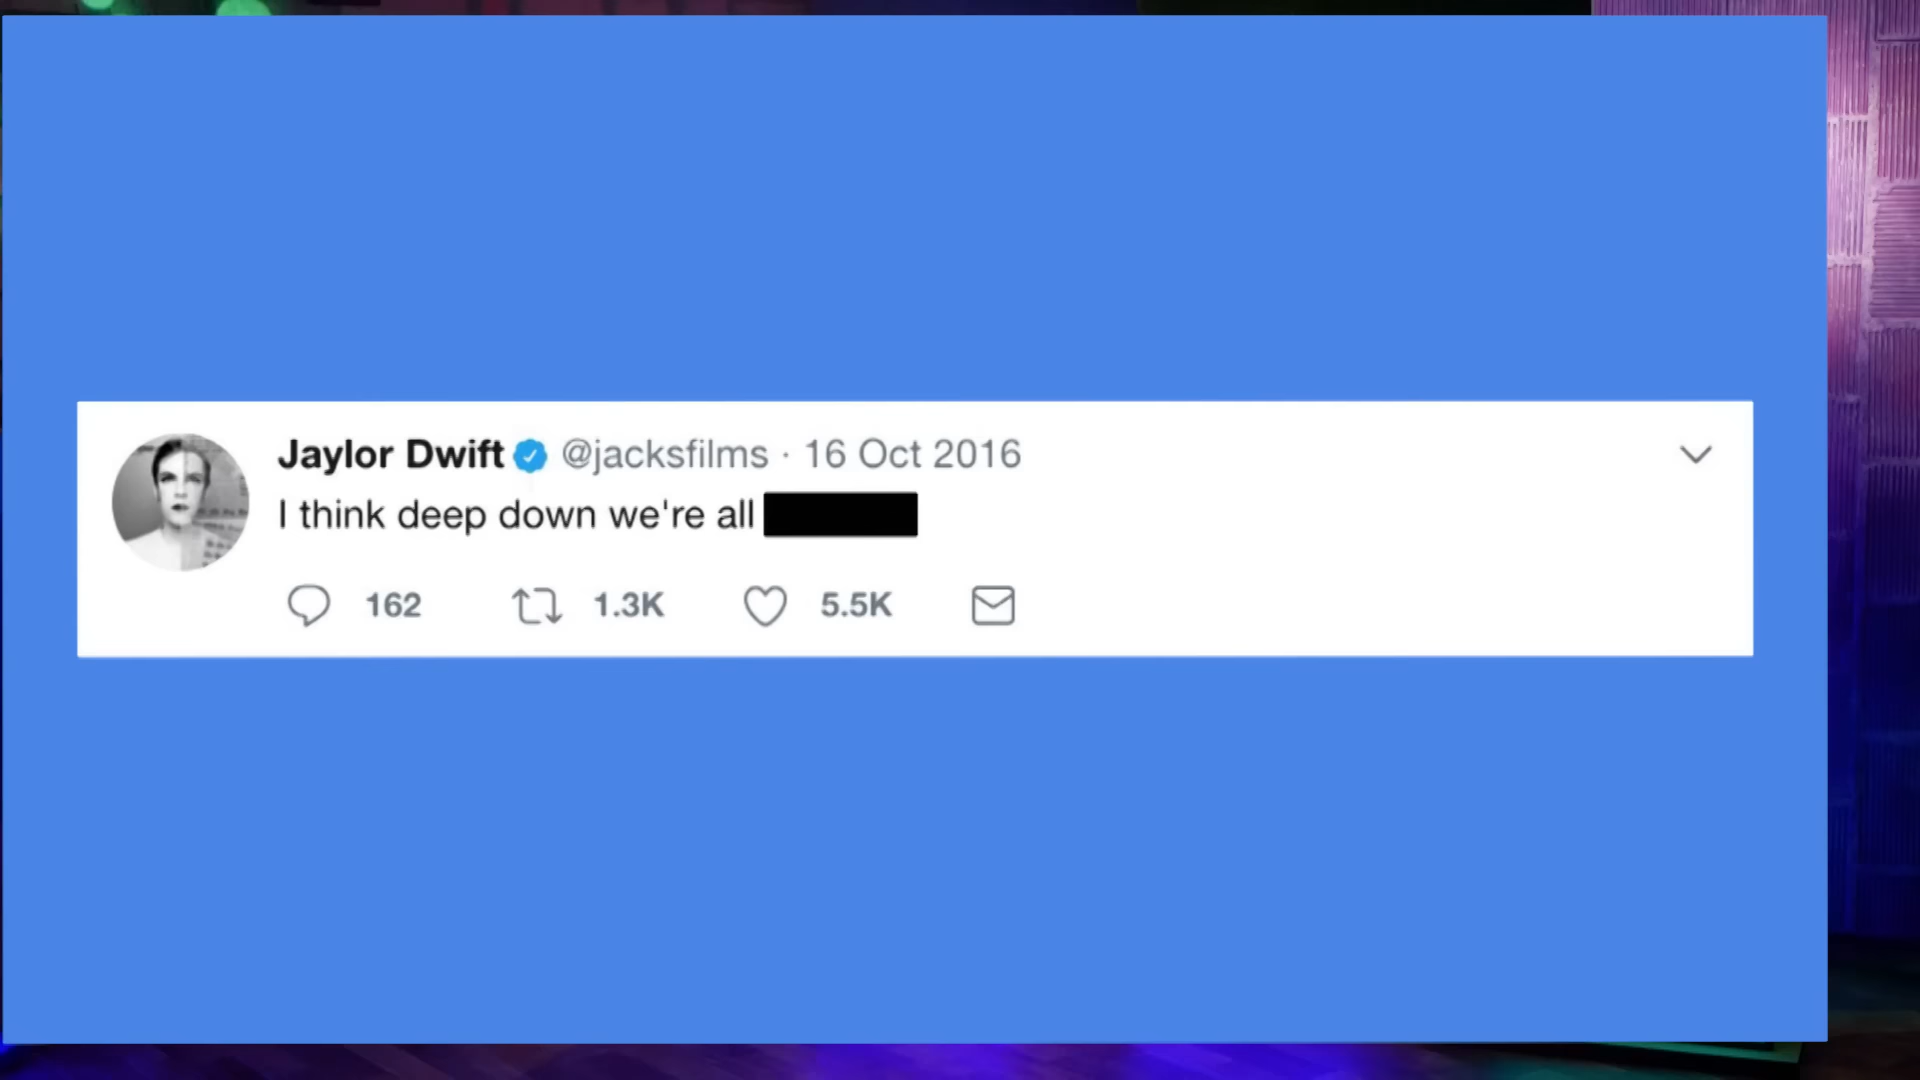 Jaylor Dwift @jacksfilms · 16 Oct 2016
I think deep down we're all
162 1.3K 5.5K